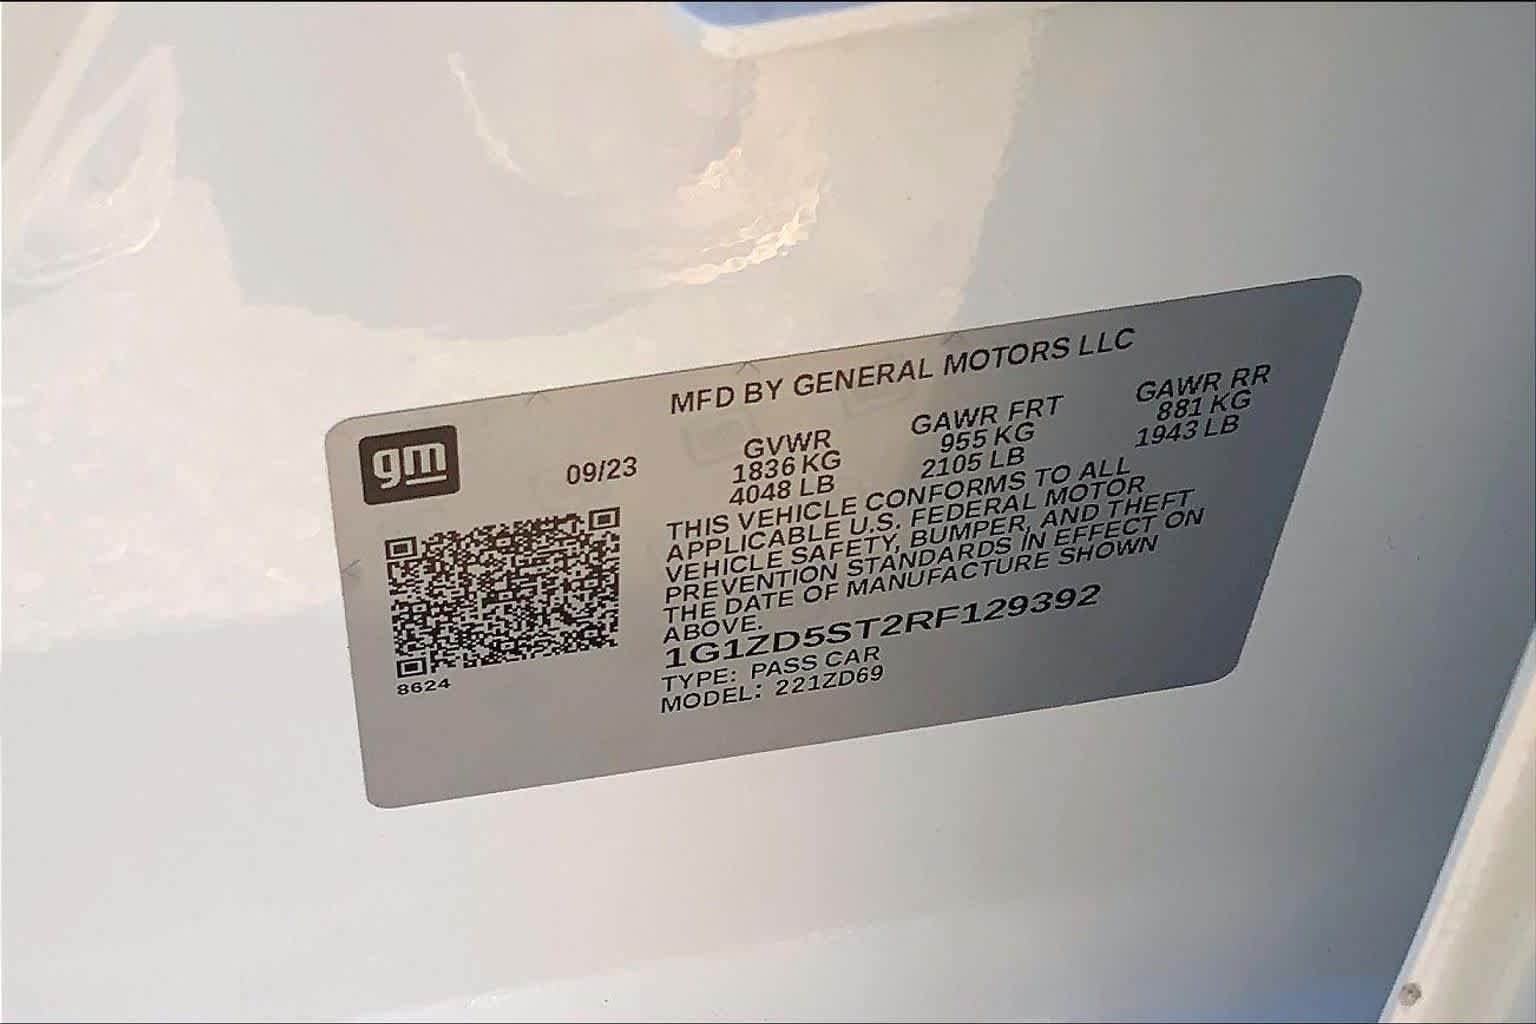 MFD BY GENERAL MOTORS LLC
gm
09/23
GVWR GAWR FRT GAWR RR
1836 KG 955 KG 881 KG
4048 LB 2105 LB 1943 LB
THIS VEHICLE CONFORMS TO ALL
APPLICABLE U.S. FEDERAL MOTOR
VEHICLE SAFETY, BUMPER, AND THEFT
PREVENTION STANDARDS IN EFFECT ON
THE DATE OF MANUFACTURE SHOWN
ABOVE.
1G1ZD5ST2RF129392
TYPE: PASS CAR
MODEL: 221ZD69
8624